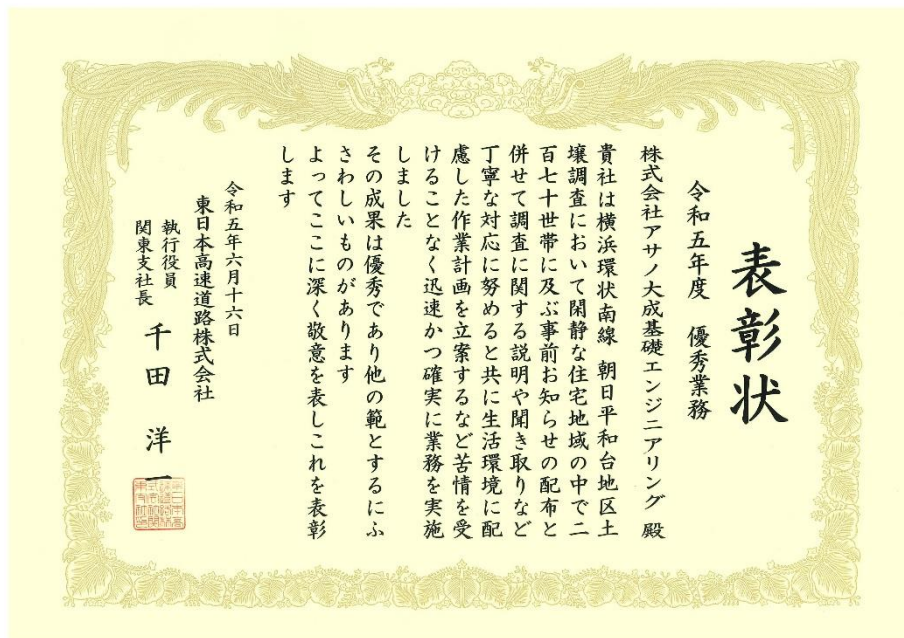 表彰状
令和五年度　優秀業務
株式会社アサノ大成基礎エンジニアリング 殿
貴社は横浜環状南線　朝日平和台地区土
壌調査において閑静な住宅地域の中で二
百七十世帯に及ぶ事前お知らせの配布と
併せて調査に関する説明や聞き取りなど
丁寧な対応に努めると共に生活環境に配
慮した作業計画を立案するなど苦情を受
けることなく迅速かつ確実に業務を実施
しました
その成果は優秀であり他の範とするにふ
さわしいものがあります
よってここに深く敬意を表しこれを表彰
します
令和五年六月十六日
東日本高速道路株式会社
執行役員
関東支社長
千田　洋一